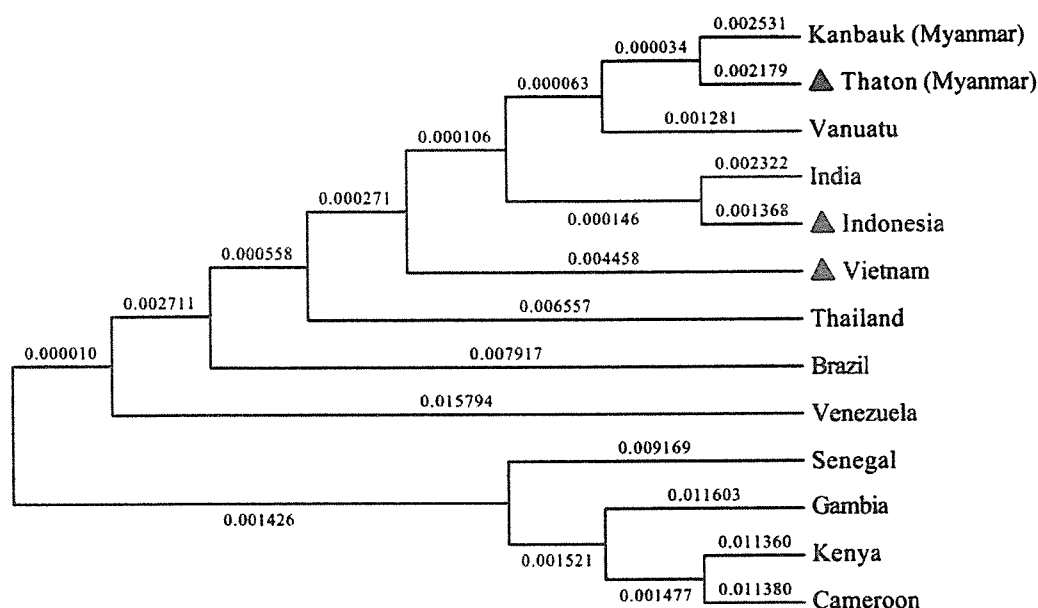 0.002531
Kanbauk (Myanmar)
0.000034
0.002179
Thaton (Myanmar)
0.000063
0.001281
Vanuatu
0.000106
0.002322
India
0.000271
0.001368
0.000146
Indonesia
0.000558
0.004458
Vietnam
0.002711
0.006557
Thailand
0.000010
0.007917
Brazil
0.015794
Venezuela
0.009169
Senegal
0.001426
0.011603
Gambia
0.001521
0.011360
Kenya
0.001477
0.011380
Cameroon